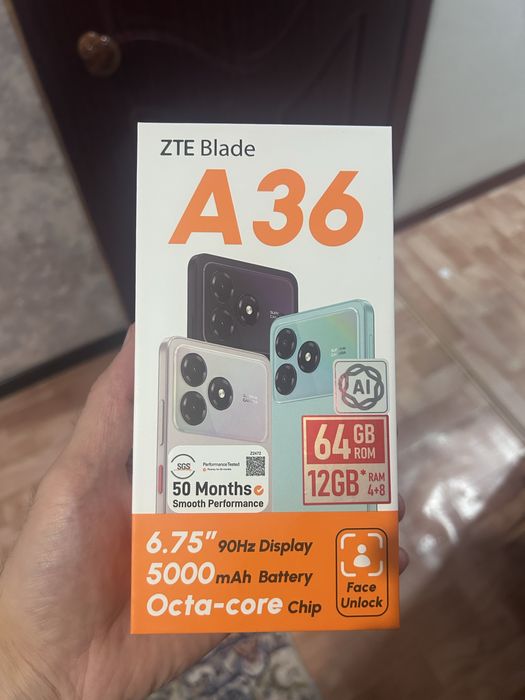 ZTE Blade
A36
AI
64 GB ROM
12GB* RAM 4+8
SGS
Performance Tested
Z2472
50 Months
Smooth Performance
6.75" 90Hz Display
5000mAh Battery
Octa-core Chip
Face
Unlock